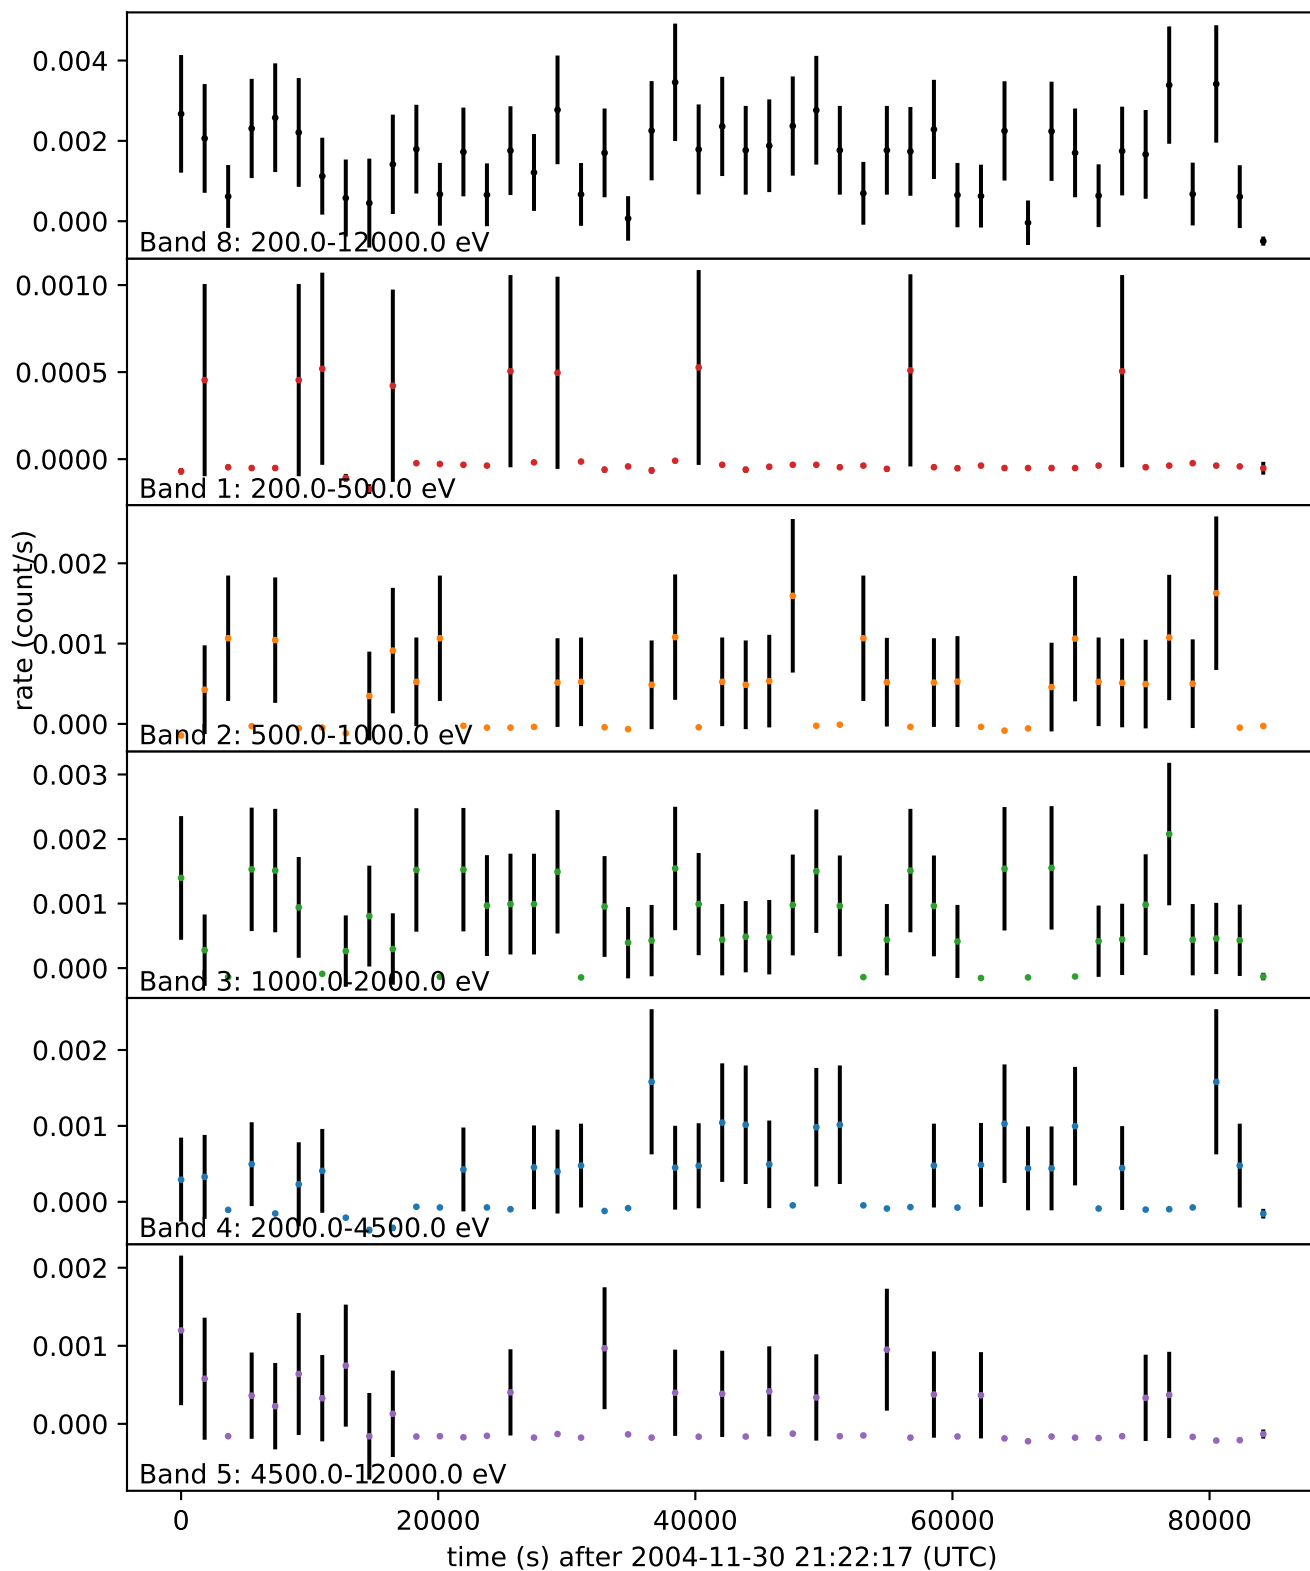 0.004
0.002
0.000
Band 8: 200.0-12000.0 eV
0.0010
0.0005
0.0000
Band 1: 200.0-500.0 eV
rate (count/s)
0.002
0.001
0.000
Band 2: 500.0-1000.0 eV
0.003
0.002
0.001
0.000
Band 3: 1000.0-2000.0 eV
0.002
0.001
0.000
Band 4: 2000.0-4500.0 eV
0.002
0.001
0.000
Band 5: 4500.0-12000.0 eV
0 20000 40000 60000 80000
time (s) after 2004-11-30 21:22:17 (UTC)